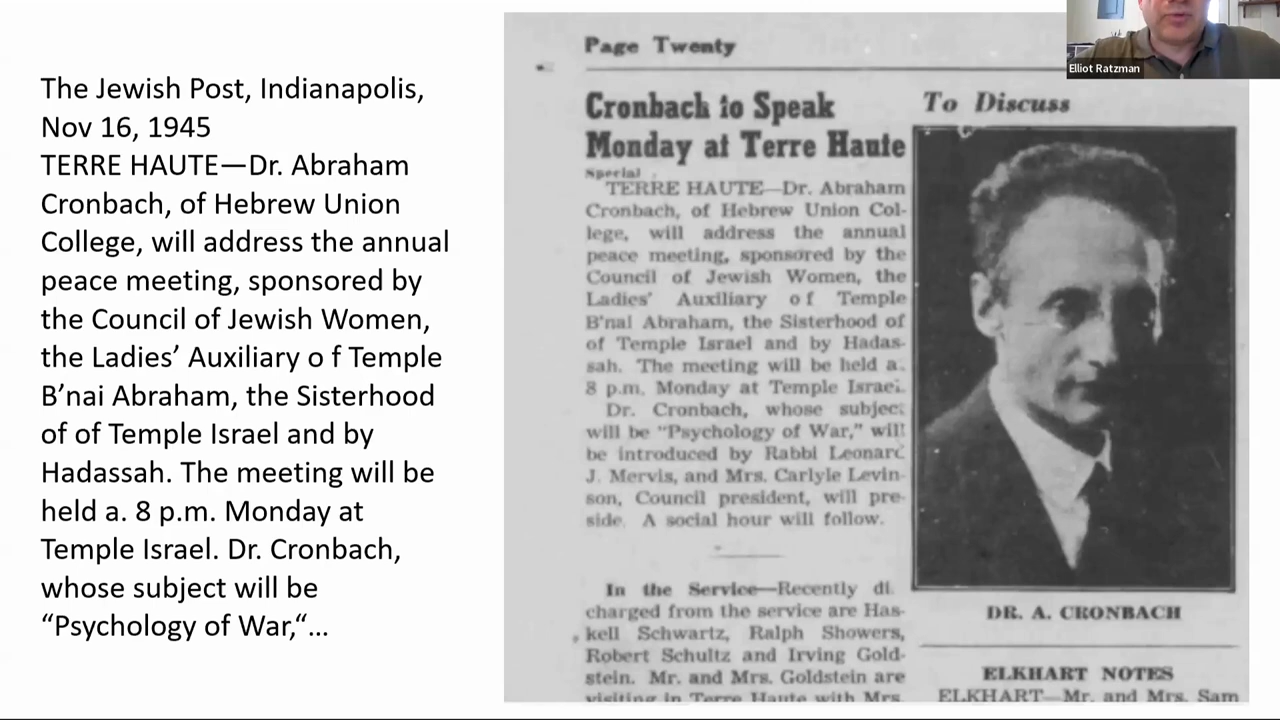 The Jewish Post, Indianapolis,
Nov 16, 1945
TERRE HAUTE—Dr. Abraham
Cronbach, of Hebrew Union
College, will address the annual
peace meeting, sponsored by
the Council of Jewish Women,
the Ladies’ Auxiliary o f Temple
B’nai Abraham, the Sisterhood
of of Temple Israel and by
Hadassah. The meeting will be
held a. 8 p.m. Monday at
Temple Israel. Dr. Cronbach,
whose subject will be
“Psychology of War,“…
Page Twenty
Cronbach to Speak
Monday at Terre Haute
Special
TERRE HAUTE—Dr. Abraham
Cronbach, of Hebrew Union Col-
lege, will address the annual
peace meeting, sponsored by the
Council of Jewish Women, the
Ladies' Auxiliary o f Temple
B'nai Abraham, the Sisterhood of
of Temple Israel and by Hadas-
sah. The meeting will be held a.
8 p.m. Monday at Temple Israel.
Dr. Cronbach, whose subject
will be "Psychology of War," will
be introduced by Rabbi Leonard
J. Mervis, and Mrs. Carlyle Levin-
son, Council president, will pre-
side. A social hour will follow.
In the Service—Recently di
charged from the service are Has-
kell Schwartz, Ralph Showers,
Robert Schultz and Irving Gold-
stein. Mr. and Mrs. Goldstein are
visiting in Terre Haute with Mrs.
To Discuss
DR. A. CRONBACH
ELKHART NOTES
ELKHART—Mr. and Mrs. Sam
Elliot Ratzman